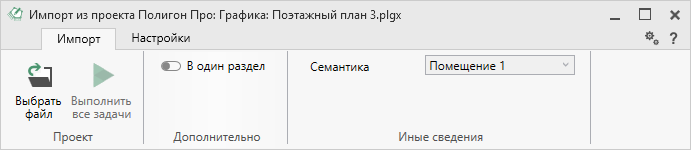 Импорт из проекта Полигон Про: Графика: Поэтажный план 3.plgx
Импорт
Настройки
?
Выбрать
файл
Выполнить
все задачи
Проект
В один раздел
Дополнительно
Семантика
Помещение 1
Иные сведения